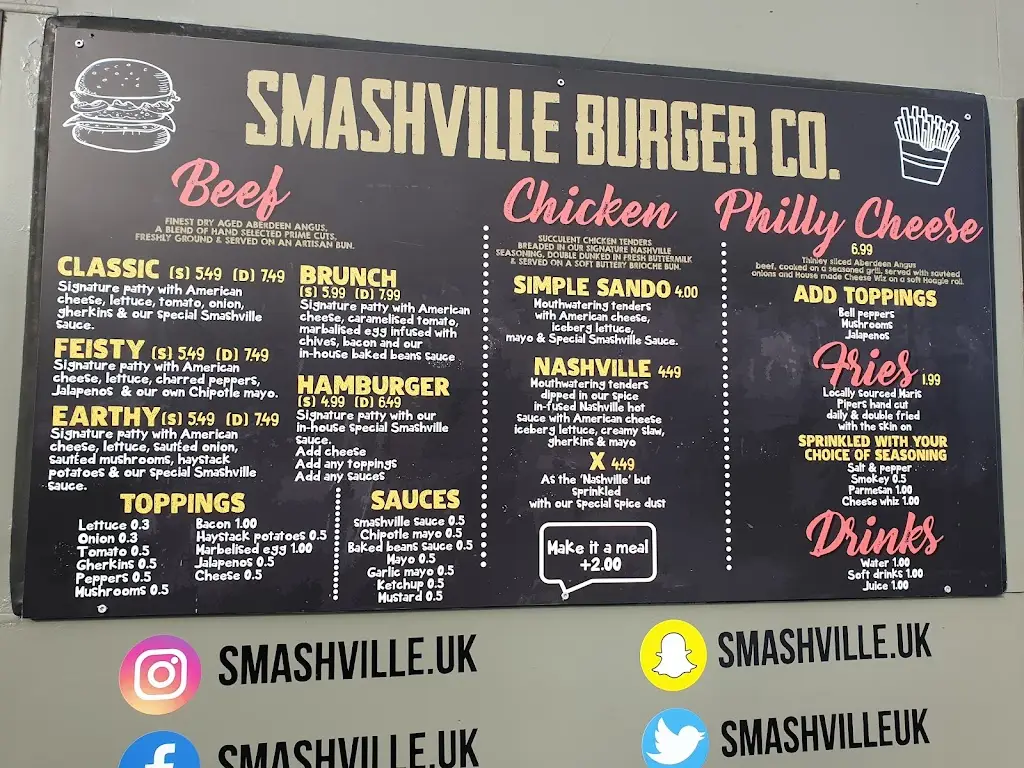 SMASHVILLE BURGER CO.
Beef
FINEST DRY AGED ABERDEEN ANGUS,
A BLEND OF HAND SELECTED PRIME CUTS,
FRESHLY GROUND & SERVED ON AN ARTISAN BUN.
CLASSIC (S) 5.49 (D) 7.49
Signature patty with American
cheese, lettuce, tomato, onion,
gherkins & our special Smashville
sauce.
FEISTY (S) 5.49 (D) 7.49
Signature patty with American
cheese, lettuce, charred peppers,
Jalapenos & our own Chipotle mayo.
EARTHY (S) 5.49 (D) 7.49
Signature patty with American
cheese, lettuce, sautéed onion,
sautéed mushrooms, haystack
potatoes & our special Smashville
sauce.
BRUNCH
(S) 5.99 (D) 7.99
Signature patty with American
cheese, caramelised tomato,
marbalised egg infused with
chives, bacon and our
in-house baked beans sauce
HAMBURGER
(S) 4.99 (D) 6.49
Signature patty with our
in-house special Smashville
sauce.
Add cheese
Add any toppings
Add any sauces
TOPPINGS
Lettuce 0.3
Onion 0.3
Tomato 0.5
Gherkins 0.5
Peppers 0.5
Mushrooms 0.5
Bacon 1.00
Haystack potatoes 0.5
Marbelised egg 1.00
Jalapenos 0.5
Cheese 0.5
SAUCES
smashville sauce 0.5
Chipotle mayo 0.5
Baked beans sauce 0.5
Mayo 0.5
Garlic mayo 0.5
Ketchup 0.5
Mustard 0.5
Chicken
SUCCULENT CHICKEN TENDERS
BREADED IN OUR SIGNATURE NASHVILLE
SEASONING, DOUBLE DUNKED IN FRESH BUTTERMILK
& SERVED ON A SOFT BUTTERY BRIOCHE BUN.
SIMPLE SANDO 4.00
Mouthwatering tenders
with American cheese,
iceberg lettuce,
mayo & Special Smashville Sauce.
NASHVILLE 4.49
Mouthwatering tenders
dipped in our spice
in-fused Nashville hot
sauce with American cheese
iceberg lettuce, creamy slaw,
gherkins & mayo
X 4.49
As the 'Nashville' but
sprinkled
with our special spice dust
Make it a meal
+2.00
Philly Cheese
6.99
Thinley sliced Aberdeen Angus
beef, cooked on a seasoned grill, served with sautéed
onions and House made Cheese Wiz on a soft Hoagie roll.
ADD TOPPINGS
Bell peppers
Mushrooms
Jalapenos
Fries 1.99
Locally sourced Maris
Pipers hand cut
daily & double fried
with the skin on
SPRINKLED WITH YOUR
CHOICE OF SEASONING
Salt & pepper
Smokey 0.5
Parmesan 1.00
Cheese whiz 1.00
Drinks
Water 1.00
Soft drinks 1.00
Juice 1.00
SMASHVILLE.UK
SMASHVILLE.UK
SMASHVILLE.UK
SMASHVILLEUK